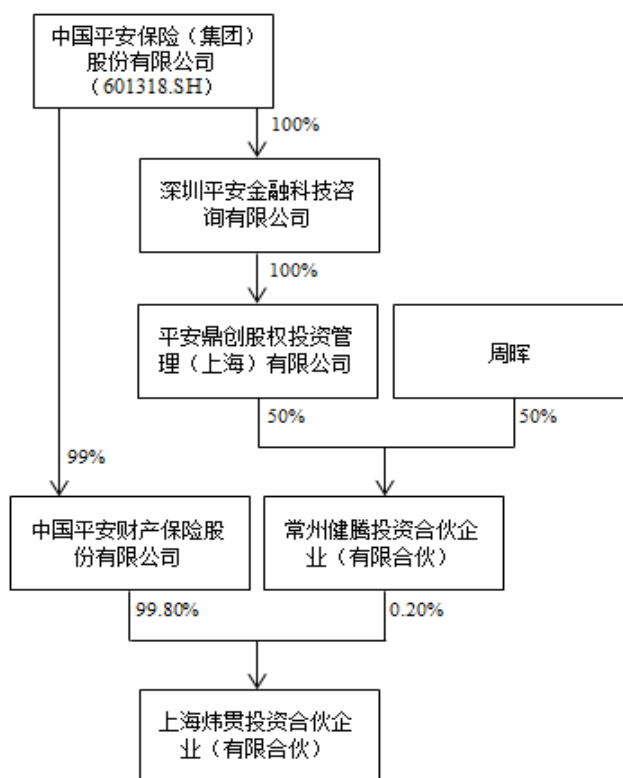 中国平安保险（集团）
股份有限公司
（601318.SH）
100%
深圳平安金融科技咨
询有限公司
100%
平安鼎创股权投资管
理（上海）有限公司
周晖
50%
50%
99%
中国平安财产保险股
份有限公司
常州健腾投资合伙企
业（有限合伙）
99.80%
0.20%
上海炜贯投资合伙企
业（有限合伙）